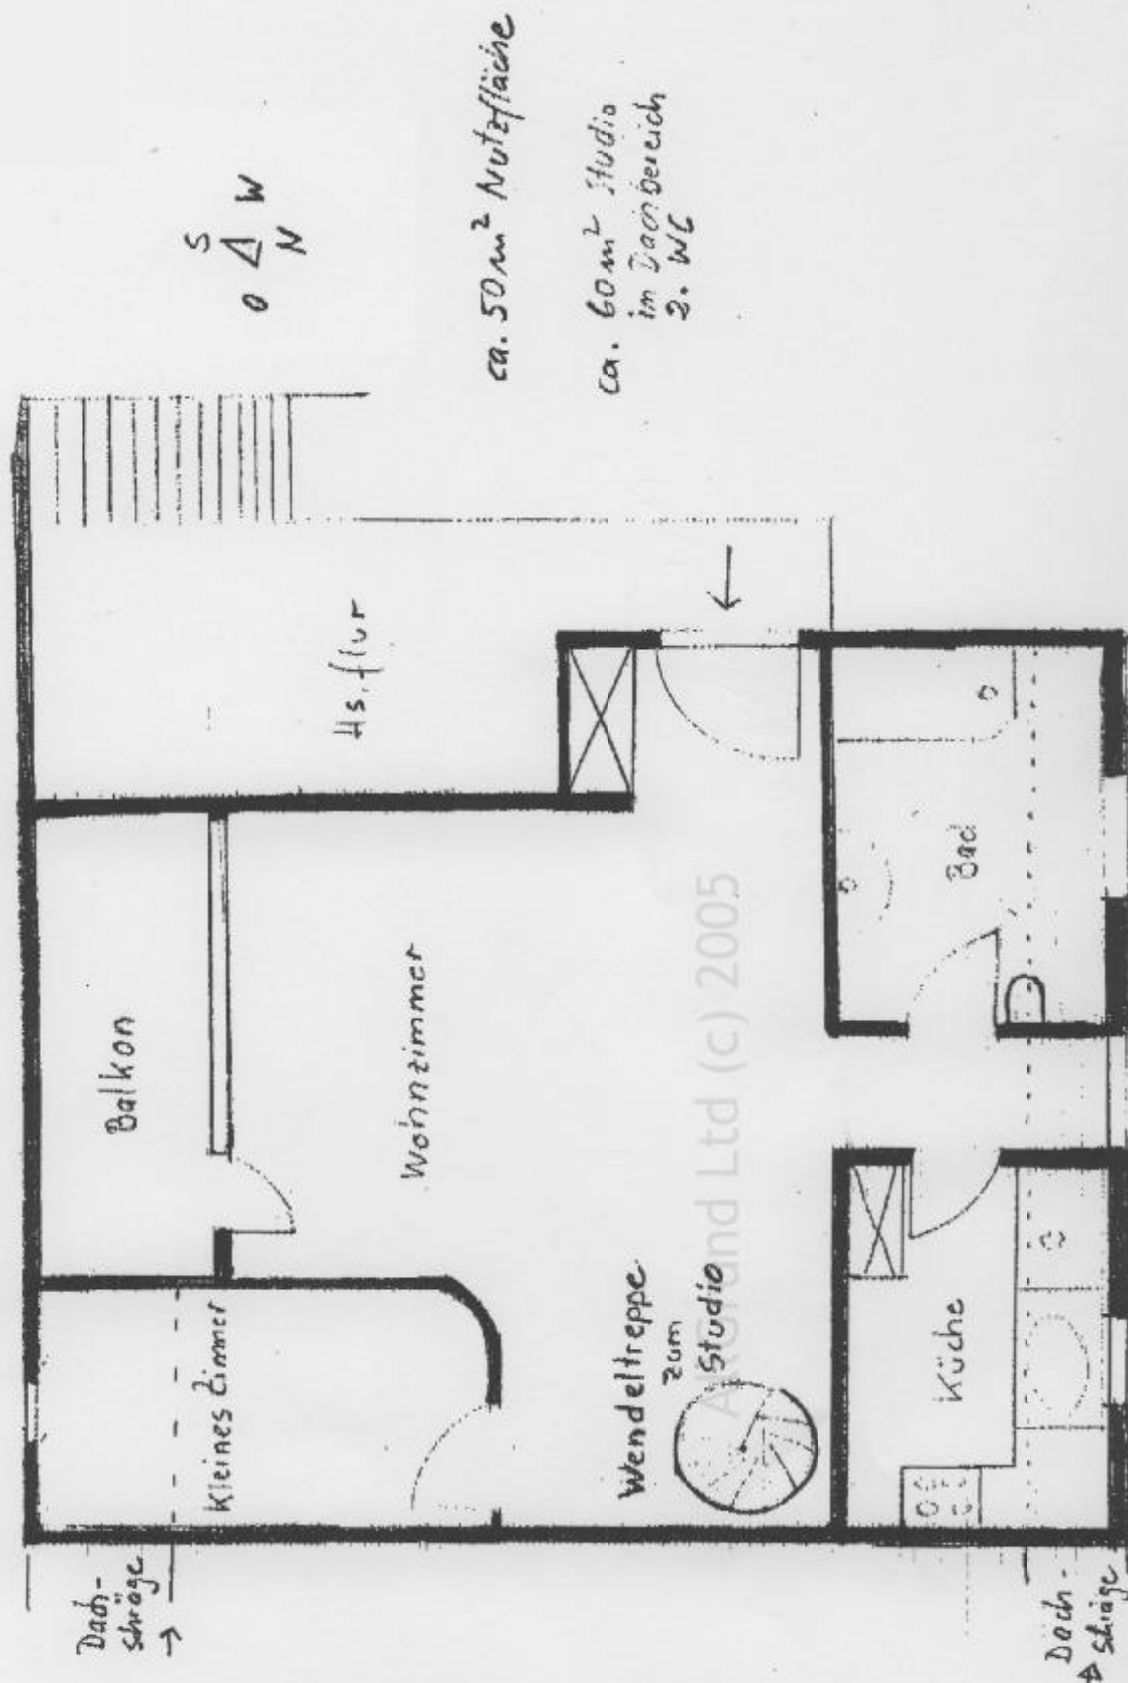 Balkon
Hs.flur
S
O W
N
ca. 50 m² Nutzfläche
ca. 60 m² Studio
im Dachbereich
2. WC
Wohnzimmer
Kleines Zimmer
Dach-
schräge
Wendeltreppe
zum
Studio
Bad
Küche
Dach-
schräge
Ltd (c) 2005